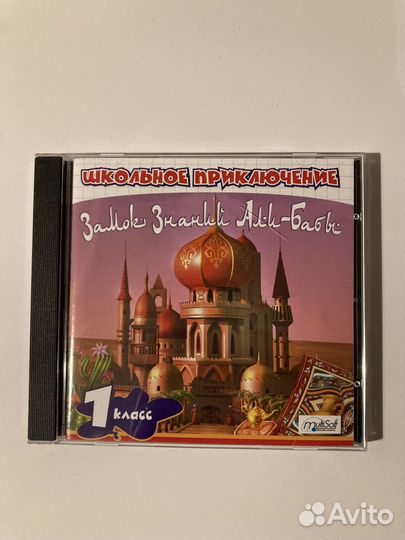 ШКОЛЬНОЕ ПРИКЛЮЧЕНИЕ
Замок Знаний Али-Бабы
1 класс
multiSoft
Avito